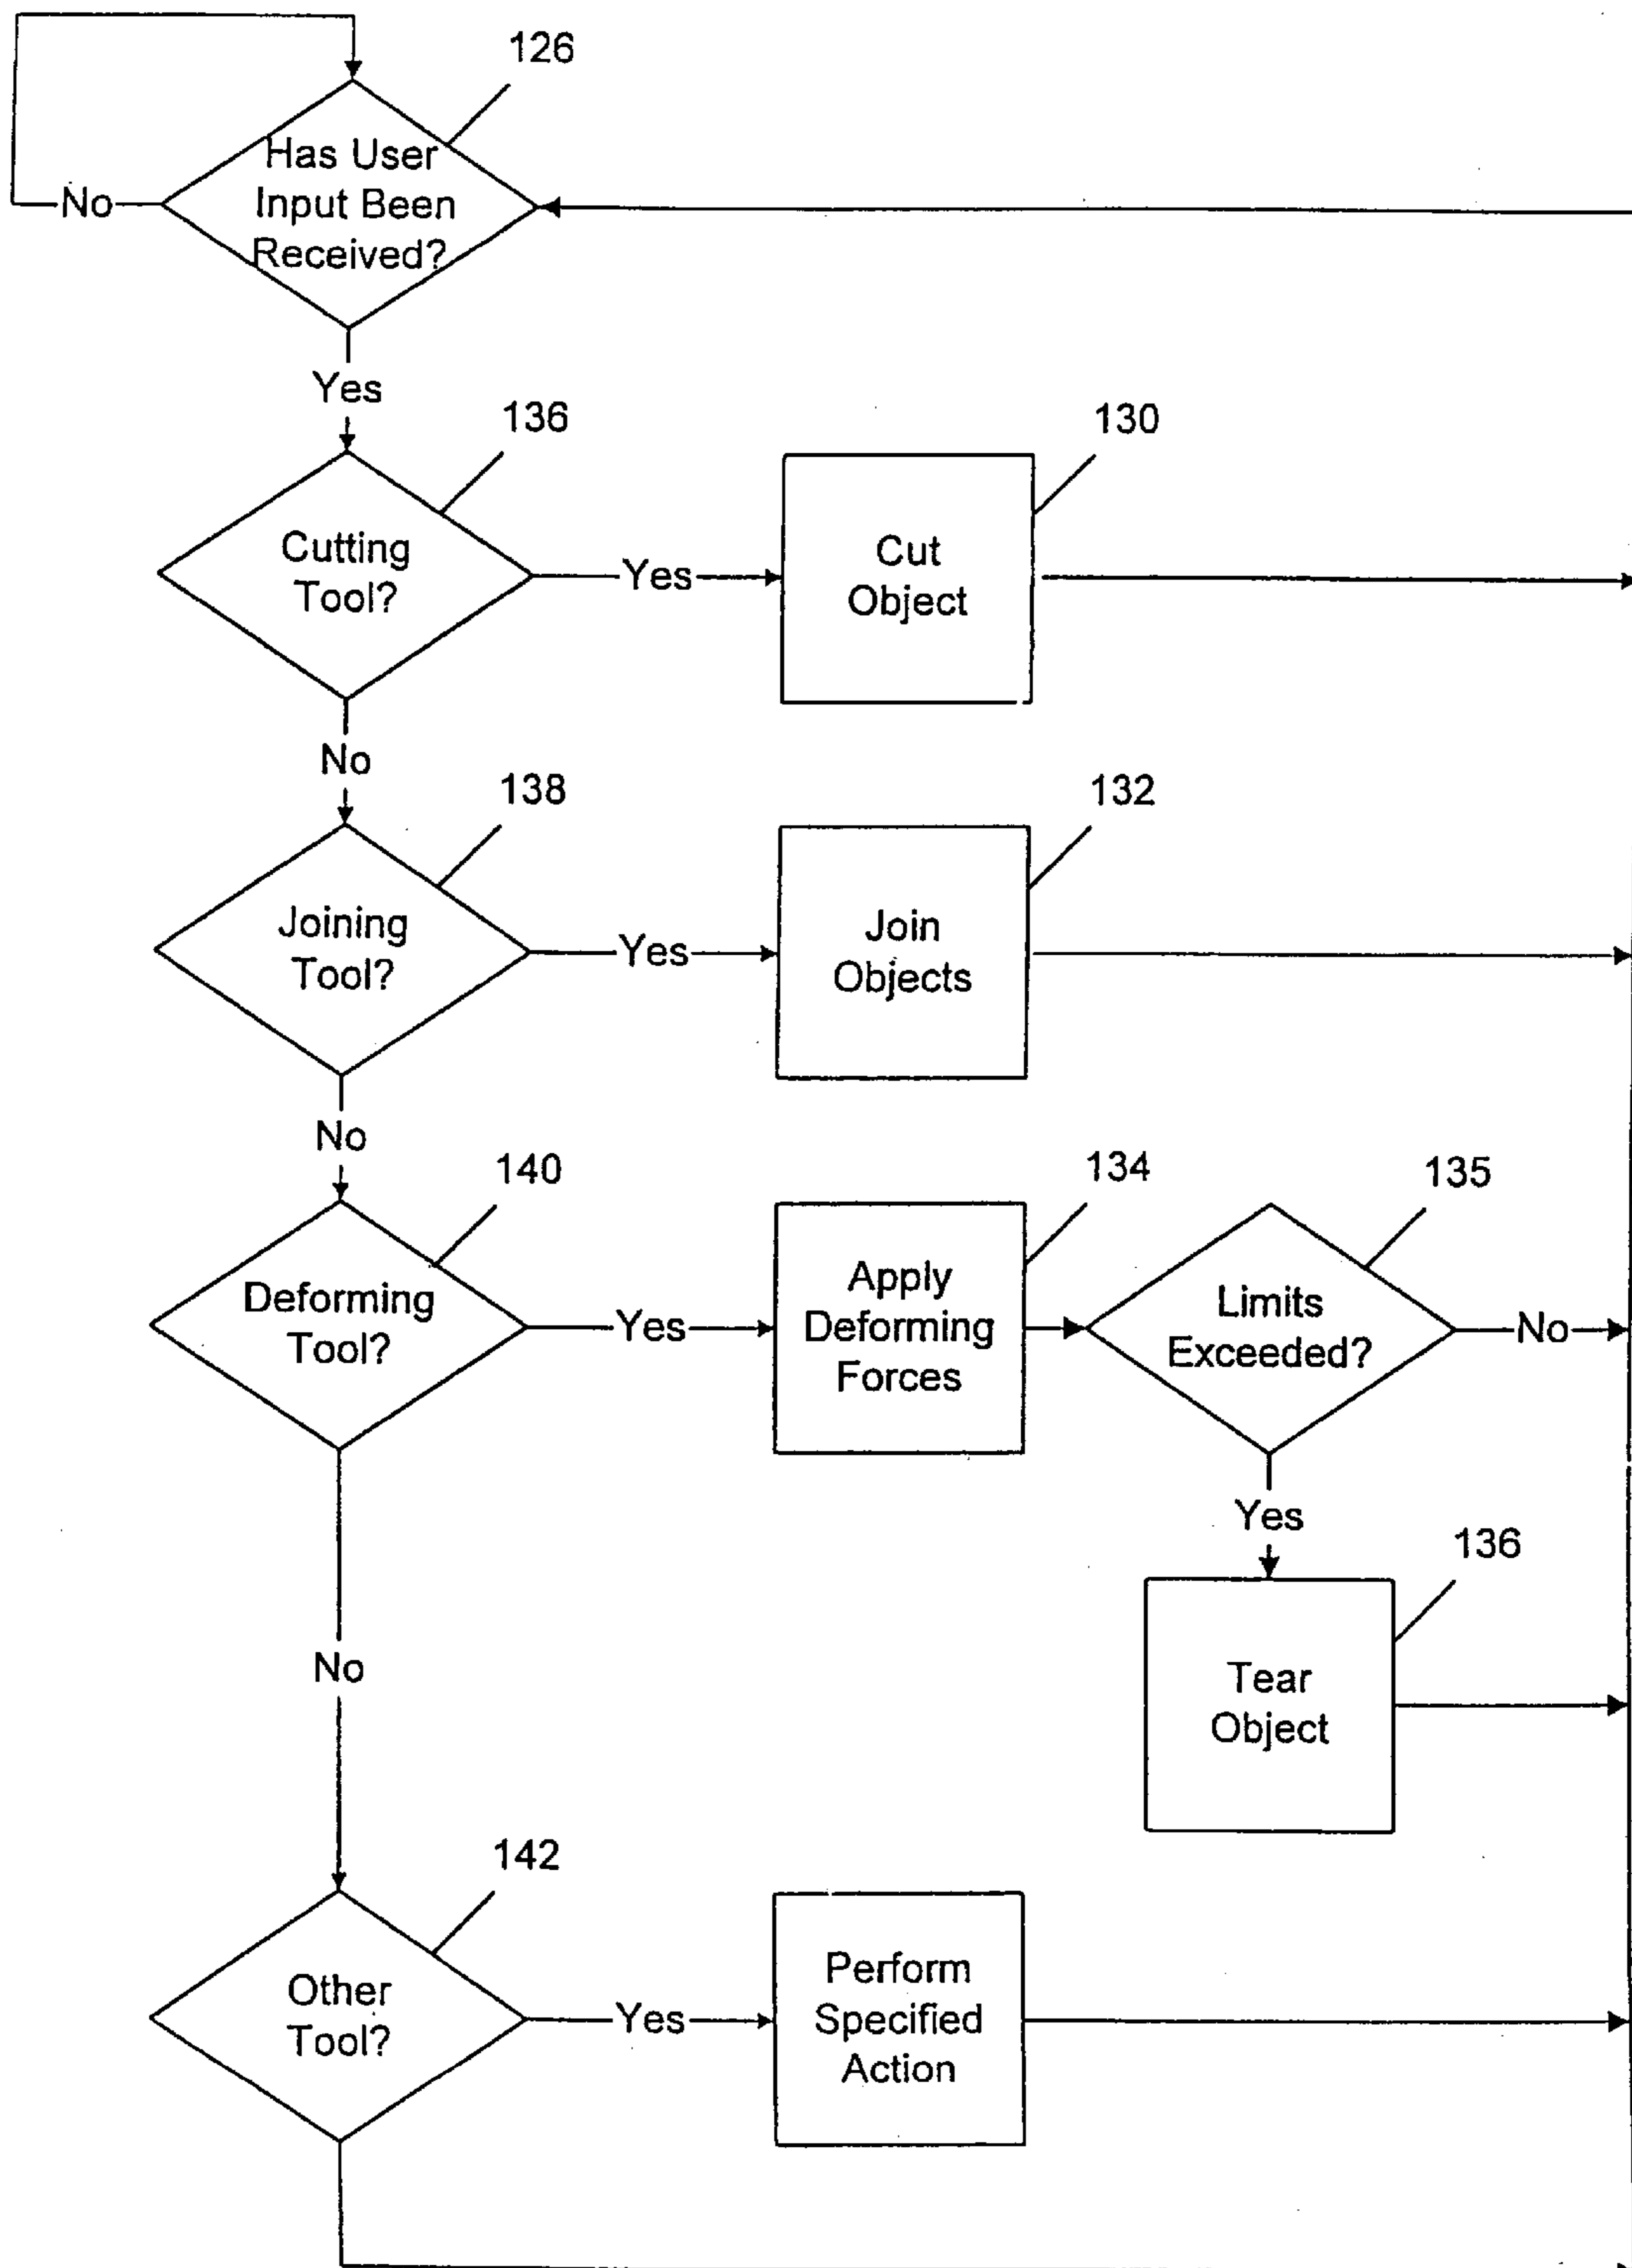 126
Has User
Input Been
Received?
No
Yes
136
Cutting
Tool?
Yes
130
Cut
Object
No
138
Joining
Tool?
Yes
132
Join
Objects
No
140
Deforming
Tool?
Yes
134
Apply
Deforming
Forces
135
Limits
Exceeded?
No
Yes
136
Tear
Object
No
142
Other
Tool?
Yes
Perform
Specified
Action